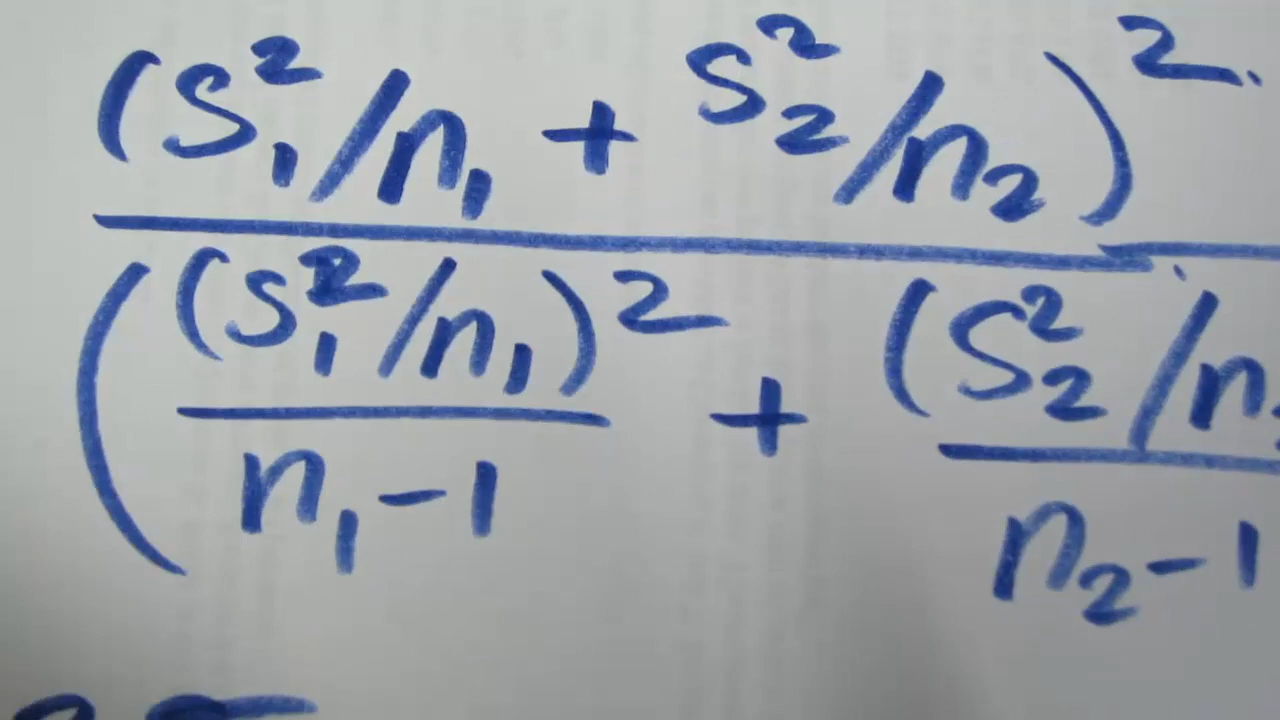 (S₁²/n₁ + S₂²/n₂)²
((S₁²/n₁)² + (S₂²/n
n₁-1 n₂-1